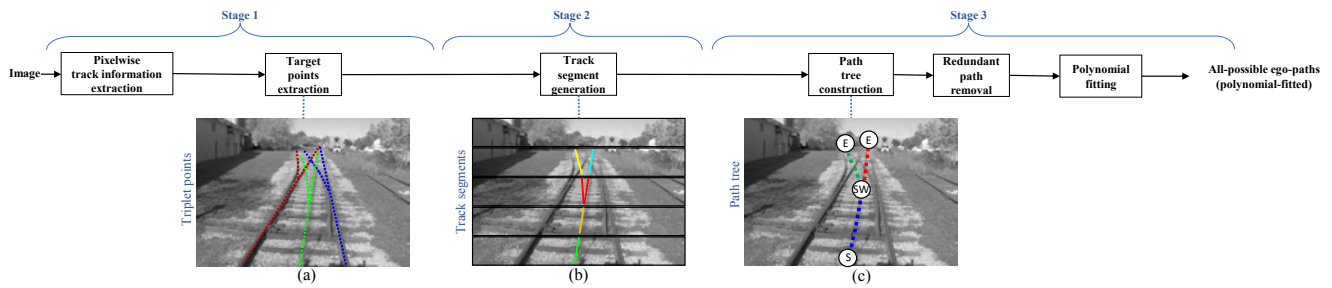 Stage 1
Stage 2
Stage 3
Image
Pixelwise
track information
extraction
Target
points
extraction
Track
segment
generation
Path
tree
construction
Redundant
path
removal
Polynomial
fitting
All-possible ego-paths
(polynomial-fitted)
Triplet points
Track segments
Path tree
E
E
SW
S
(a)
(b)
(c)